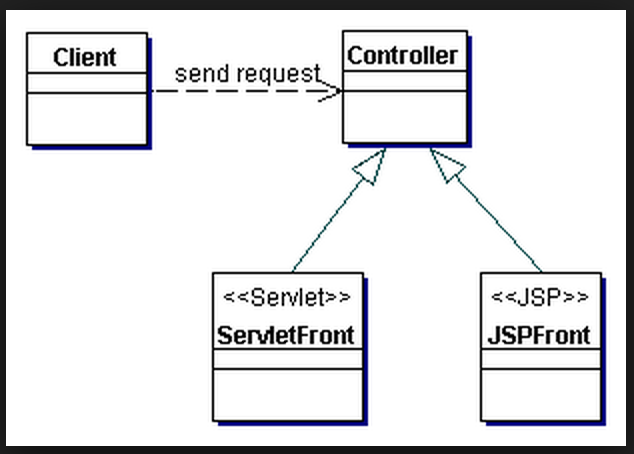 Client
send request
Controller
<<Servlet>>
ServletFront
<<JSP>>
JSPFront